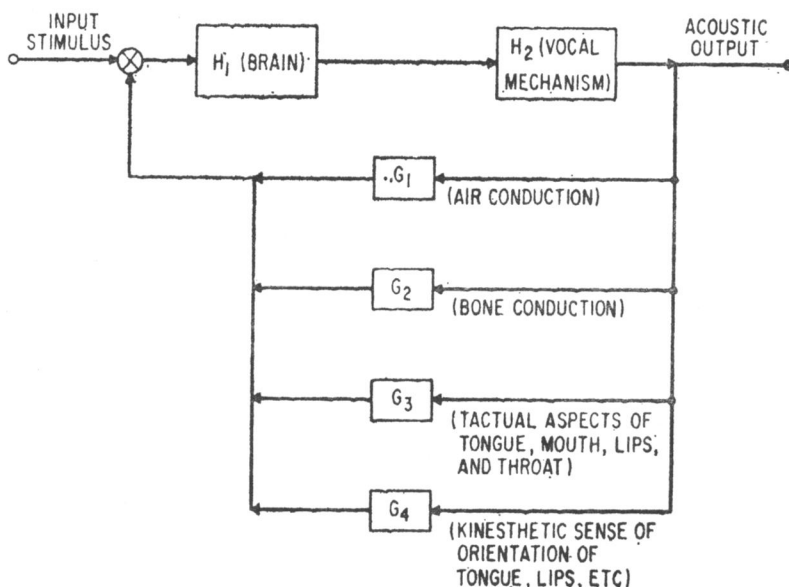 INPUT
STIMULUS
H₁ (BRAIN)
H₂ (VOCAL
MECHANISM)
ACOUSTIC
OUTPUT
G₁
(AIR CONDUCTION)
G₂
(BONE CONDUCTION)
G₃
(TACTUAL ASPECTS OF
TONGUE, MOUTH, LIPS,
AND THROAT)
G₄
(KINESTHETIC SENSE OF
ORIENTATION OF
TONGUE, LIPS, ETC)